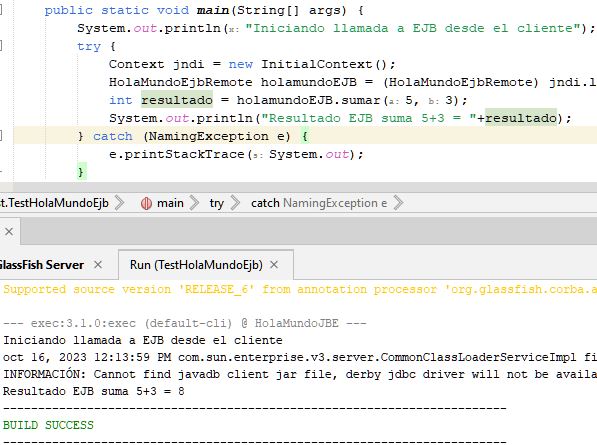 public static void main(String[] args) {
System.out.println(x: "Iniciando llamada a EJB desde el cliente");
try {
Context jndi = new InitialContext();
HolaMundoEjbRemote holamundoEJB = (HolaMundoEjbRemote) jndi.l
int resultado = holamundoEJB.sumar(a: 5, b: 3);
System.out.println("Resultado EJB suma 5+3 = "+resultado);
} catch (NamingException e) {
e.printStackTrace(s: System.out);
}
t.TestHolaMundoEjb main try catch NamingException e
GlassFish Server Run (TestHolaMundoEjb)
Supported source version 'RELEASE_6' from annotation processor 'org.glassfish.corba.a
--- exec:3.1.0:exec (default-cli) @ HolaMundoJBE ---
Iniciando llamada a EJB desde el cliente
oct 16, 2023 12:13:59 PM com.sun.enterprise.v3.server.CommonClassLoaderServiceImpl fi
INFORMACIÓN: Cannot find javadb client jar file, derby jdbc driver will not be availa
Resultado EJB suma 5+3 = 8
------------------------------------------------------------------------
BUILD SUCCESS
------------------------------------------------------------------------